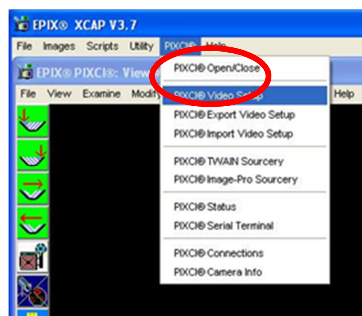 EPIX® XCAP V3.7
File Images Scripts Utility PIXCI® Help
EPIX® PIXCI®: View
File View Examine Modify Help
PIXCI® Open/Close
PIXCI® Video Setup
PIXCI® Export Video Setup
PIXCI® Import Video Setup
PIXCI® TWAIN Sourcery
PIXCI® Image-Pro Sourcery
PIXCI® Status
PIXCI® Serial Terminal
PIXCI® Connections
PIXCI® Camera Info